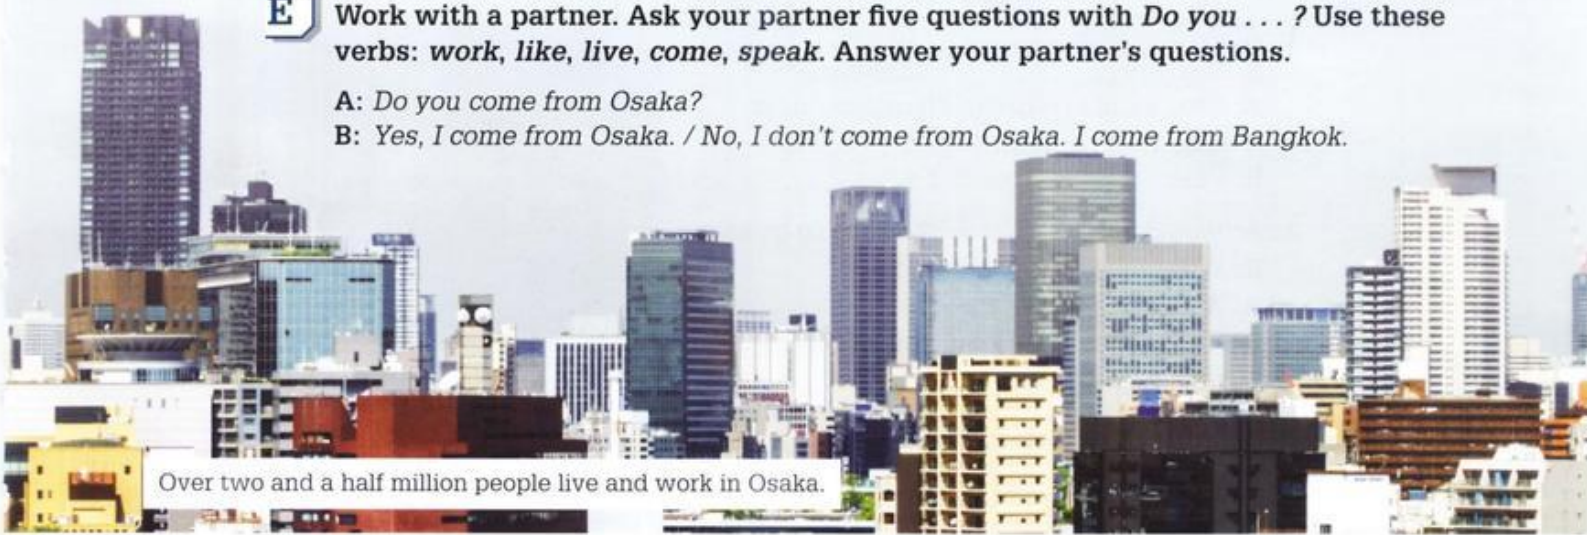 E
Work with a partner. Ask your partner five questions with Do you . . . ? Use these
verbs: work, like, live, come, speak. Answer your partner's questions.
A: Do you come from Osaka?
B: Yes, I come from Osaka. / No, I don't come from Osaka. I come from Bangkok.
Over two and a half million people live and work in Osaka.